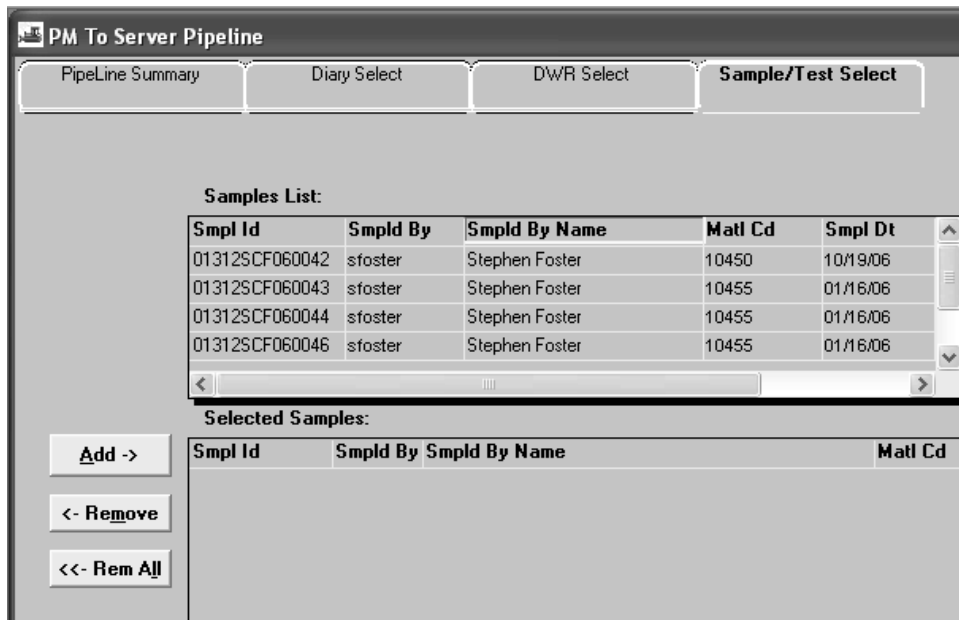 PM To Server Pipeline
PipeLine Summary Diary Select DWR Select Sample/Test Select
Samples List:
Smpl Id Smpld By Smpld By Name Matl Cd Smpl Dt
01312SCF060042 sfoster Stephen Foster 10450 10/19/06
01312SCF060043 sfoster Stephen Foster 10455 01/16/06
01312SCF060044 sfoster Stephen Foster 10455 01/16/06
01312SCF060046 sfoster Stephen Foster 10455 01/16/06
Selected Samples:
Smpl Id Smpld By Smpld By Name Matl Cd
Add ->
<- Remove
<<- Rem All